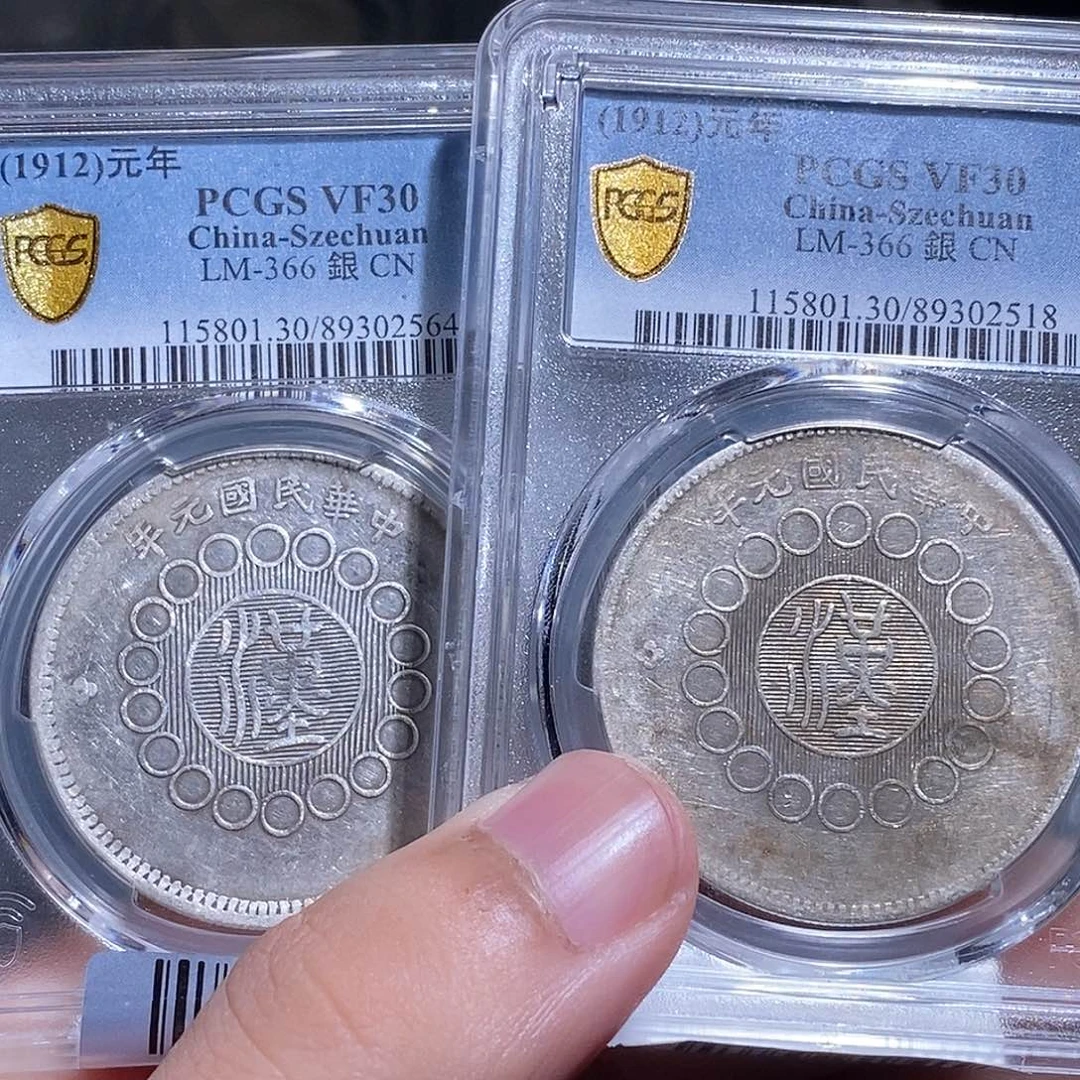 (1912)元年
PCGS VF30
PCGS
China-Szechuan
LM-366 銀 CN
115801.30/89302564
年元國民華中
漢
(1912)元年
PCGS VF30
PCGS
China-Szechuan
LM-366 銀 CN
115801.30/89302518
年元國民華中
漢